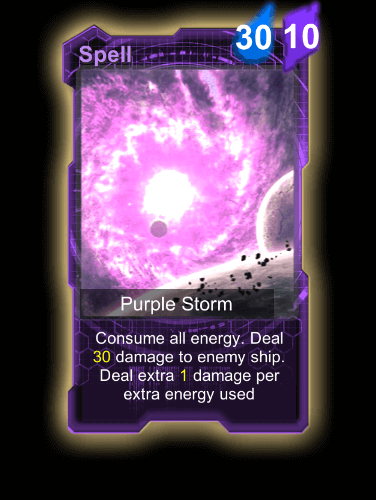 Spell 30 10
Purple Storm
Consume all energy. Deal
30 damage to enemy ship.
Deal extra 1 damage per
extra energy used